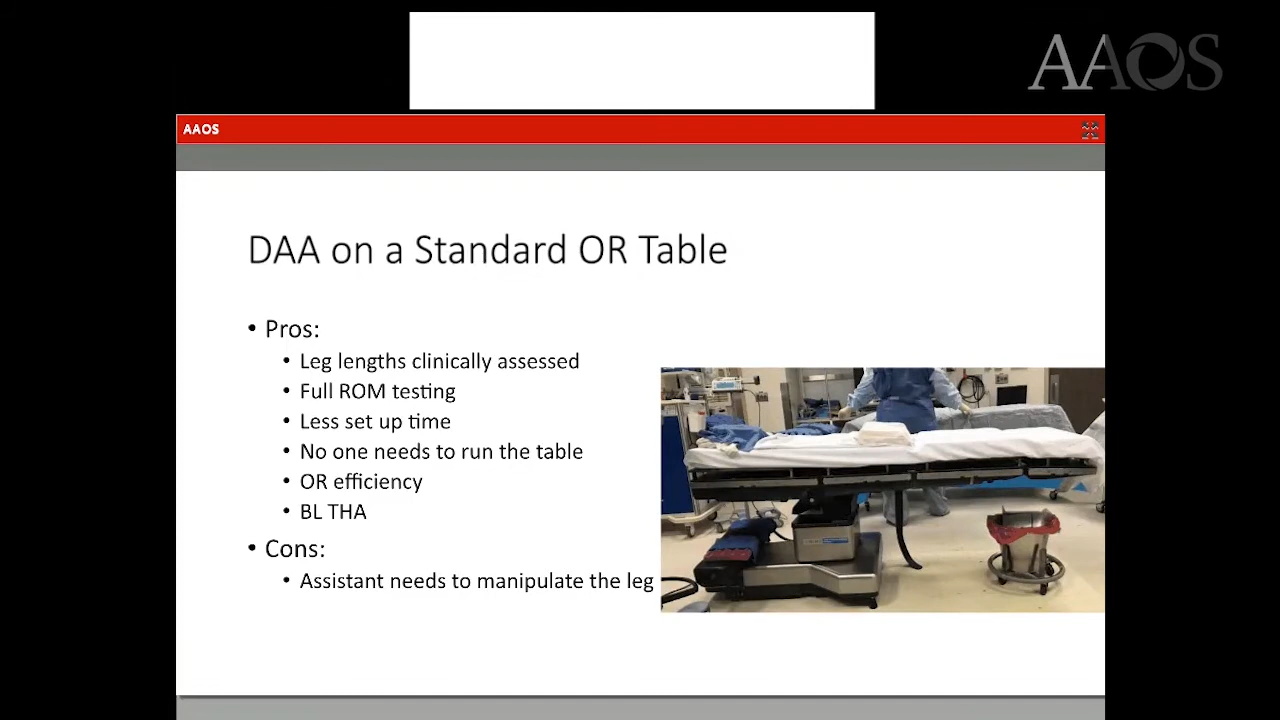 AAOS
AAOS
DAA on a Standard OR Table
• Pros:
• Leg lengths clinically assessed
• Full ROM testing
• Less set up time
• No one needs to run the table
• OR efficiency
• BL THA
• Cons:
• Assistant needs to manipulate the leg